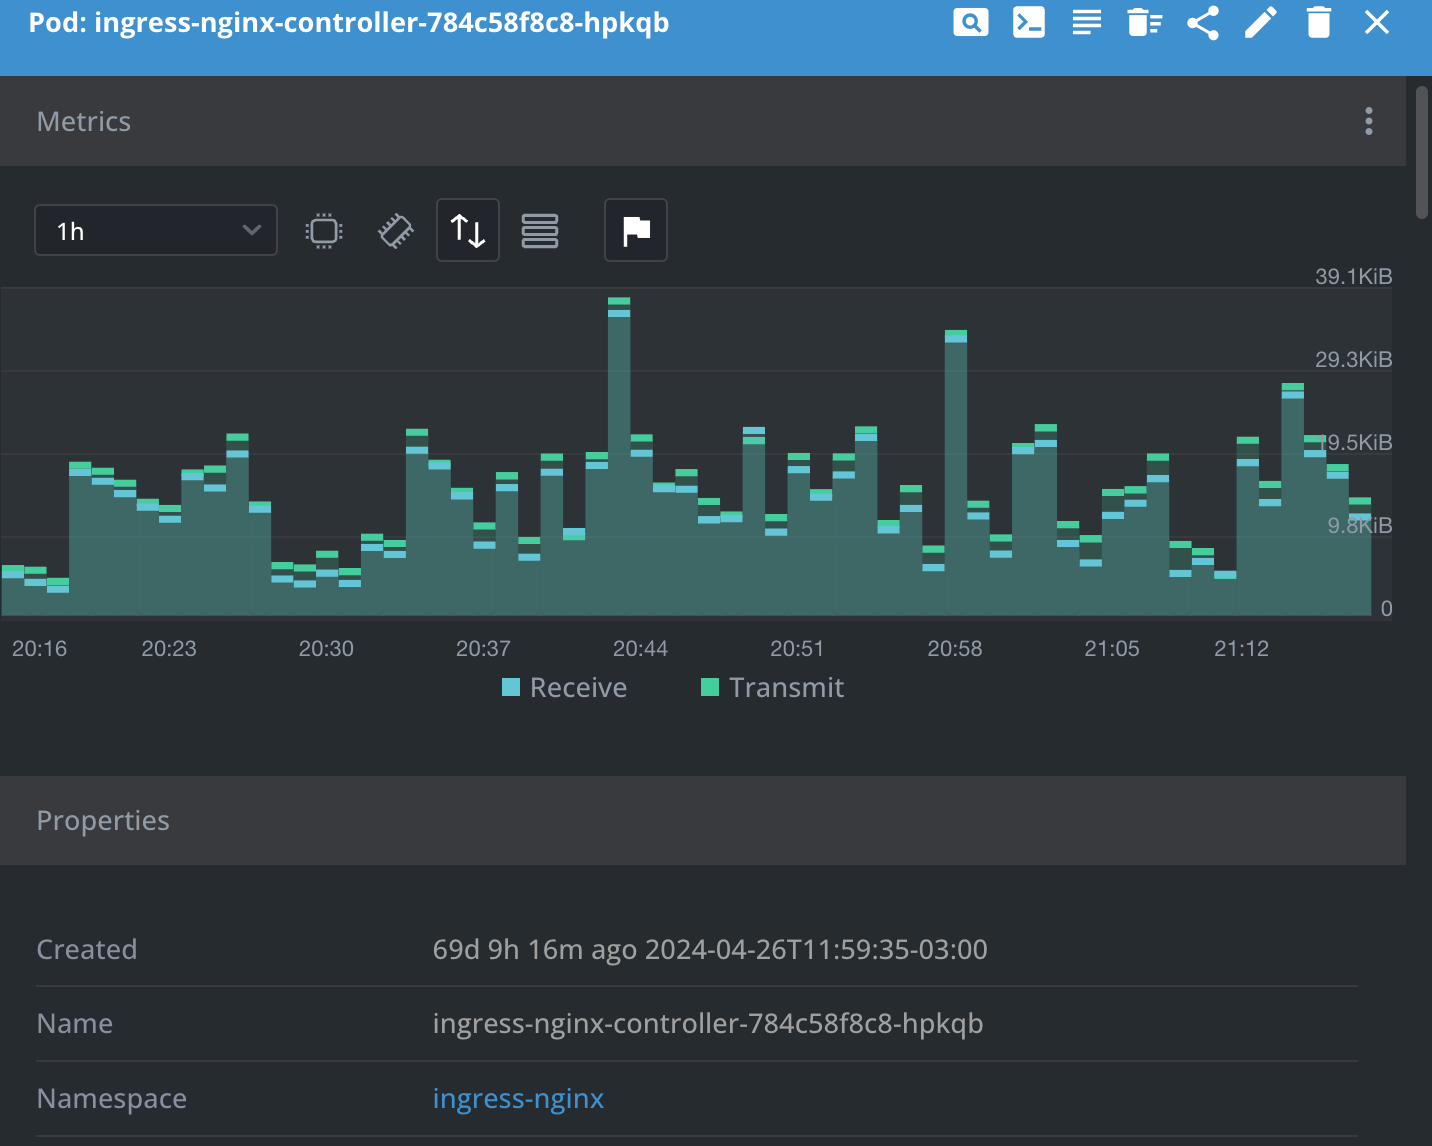 Pod: ingress-nginx-controller-784c58f8c8-hpkqb
Metrics
1h
39.1KiB
29.3KiB
19.5KiB
9.8KiB
0
20:16 20:23 20:30 20:37 20:44 20:51 20:58 21:05 21:12
Receive Transmit
Properties
Created 69d 9h 16m ago 2024-04-26T11:59:35-03:00
Name ingress-nginx-controller-784c58f8c8-hpkqb
Namespace ingress-nginx